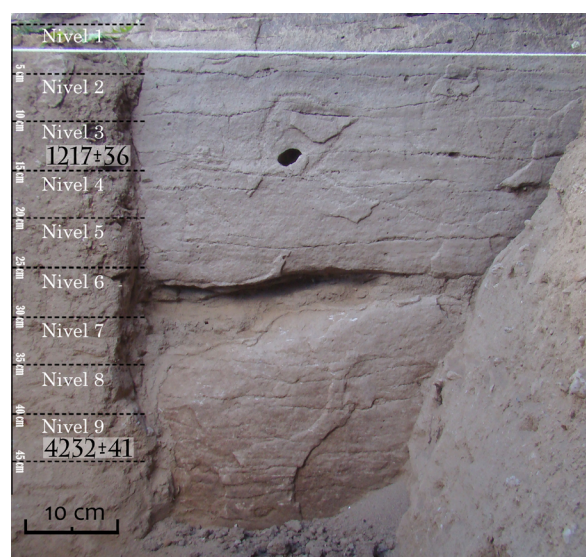 Nivel 1
5 cm
Nivel 2
10 cm
Nivel 3
1217±36
15 cm
Nivel 4
20 cm
Nivel 5
25 cm
Nivel 6
30 cm
Nivel 7
35 cm
Nivel 8
40 cm
Nivel 9
4232±41
45 cm
10 cm